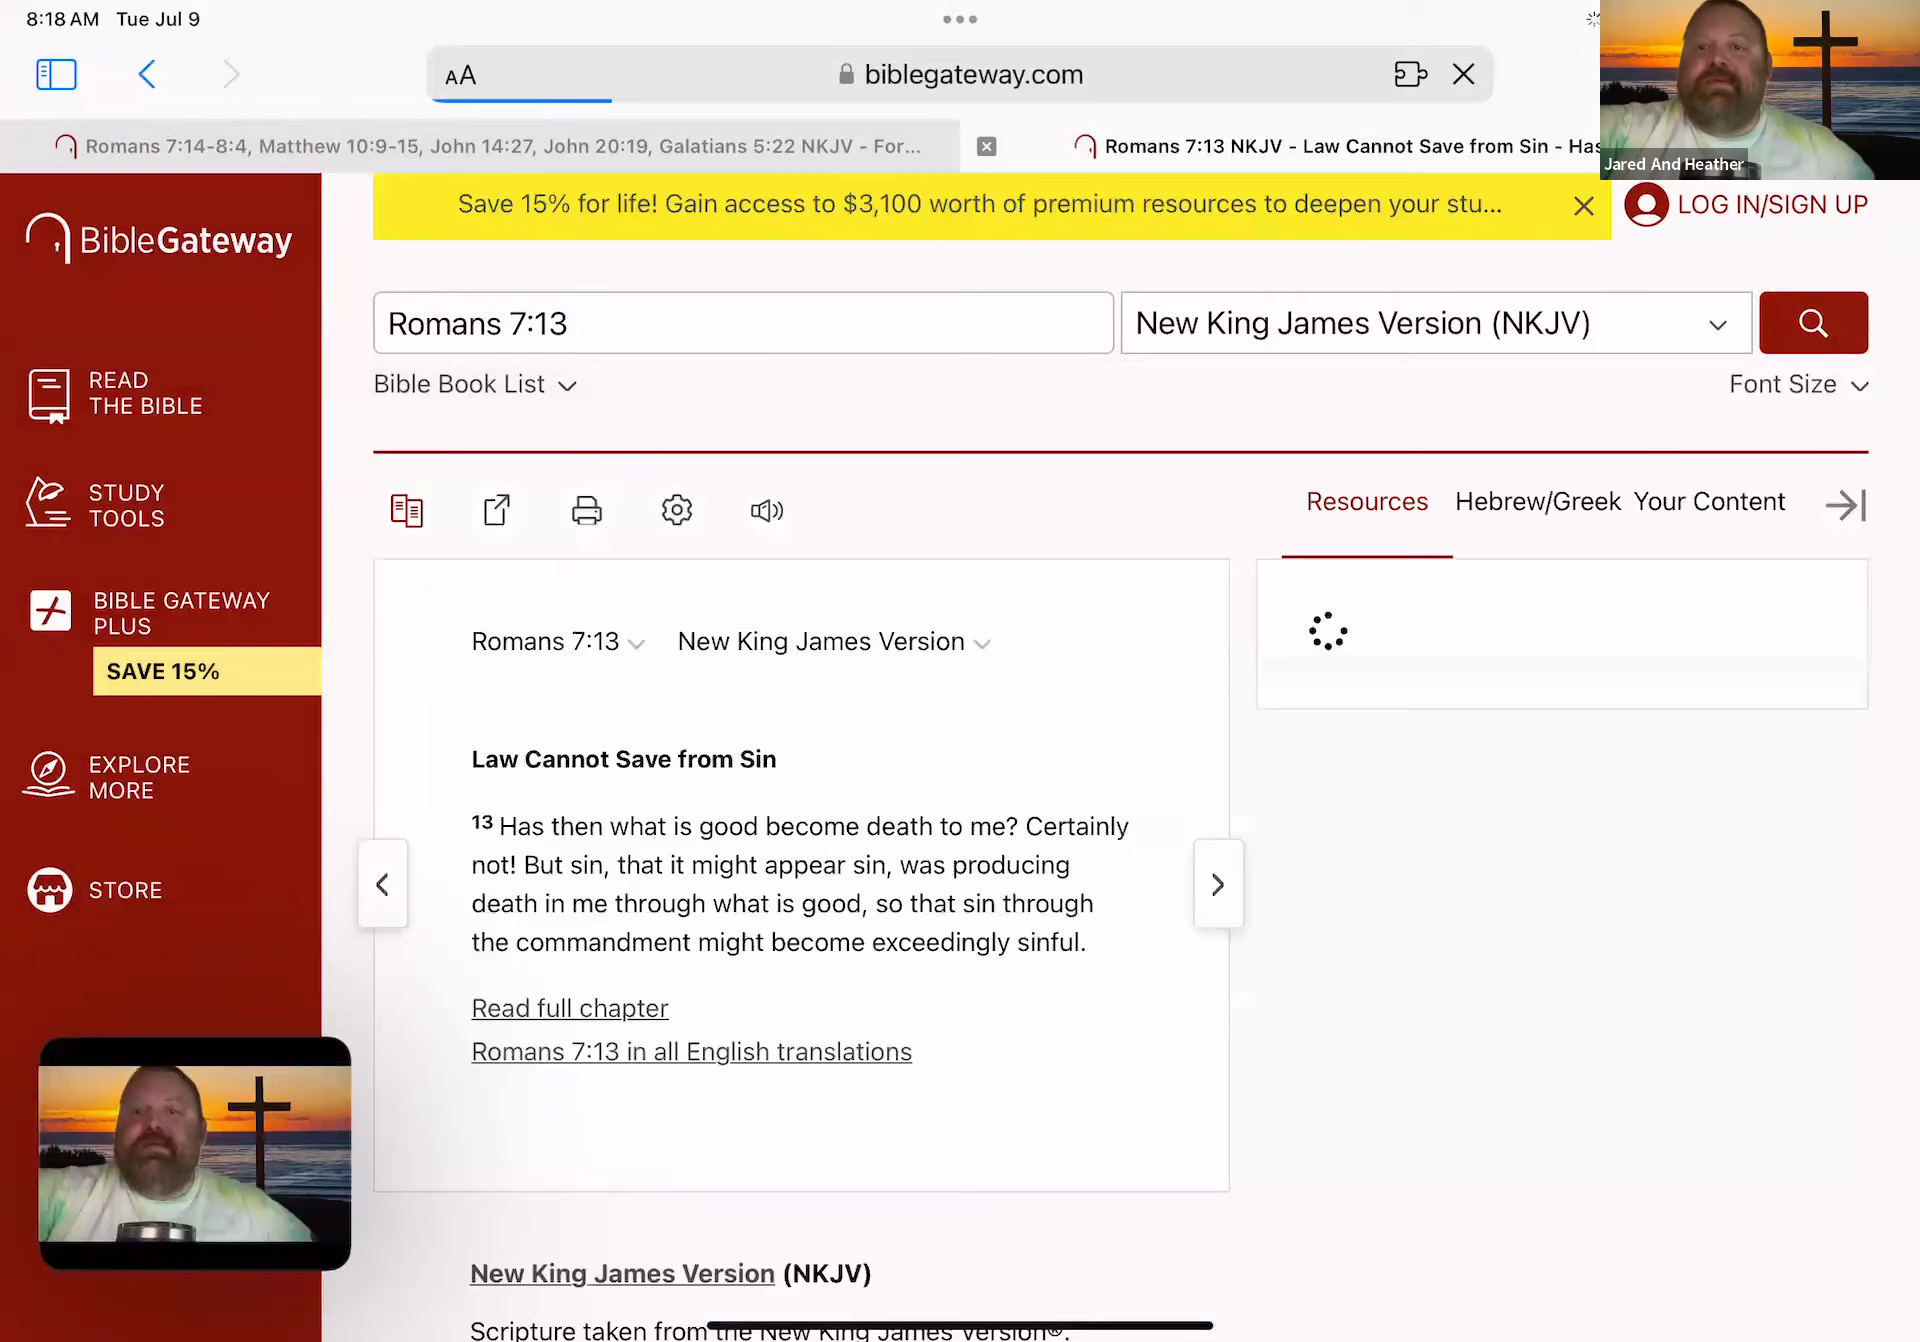 8:18 AM Tue Jul 9
AA
biblegateway.com
Romans 7:14-8:4, Matthew 10:9-15, John 14:27, John 20:19, Galatians 5:22 NKJV - For...
Romans 7:13 NKJV - Law Cannot Save from Sin - Has
Jared And Heather
BibleGateway
Save 15% for life! Gain access to $3,100 worth of premium resources to deepen your stu...
LOG IN/SIGN UP
Romans 7:13
New King James Version (NKJV)
Bible Book List
Font Size
READ
THE BIBLE
STUDY
TOOLS
BIBLE GATEWAY
PLUS
SAVE 15%
EXPLORE
MORE
STORE
Resources
Hebrew/Greek
Your Content
Romans 7:13
New King James Version
Law Cannot Save from Sin
13 Has then what is good become death to me? Certainly
not! But sin, that it might appear sin, was producing
death in me through what is good, so that sin through
the commandment might become exceedingly sinful.
Read full chapter
Romans 7:13 in all English translations
New King James Version (NKJV)
Scripture taken from the New King James Version®.